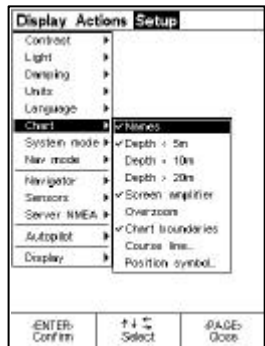 Display Actions Setup
Contrast
Light
Damping
Units
Language
Chart
System mode
Nav mode
Navigator
Sensors
Server NMEA
Autopilot
Display
✓Names
✓Depth < 5m
Depth < 10m
Depth > 20m
✓Screen amplifier
Overzoom
✓Chart boundaries
Course line...
Position symbol...
<ENTER> Confirm
Select
<PAGE> Close